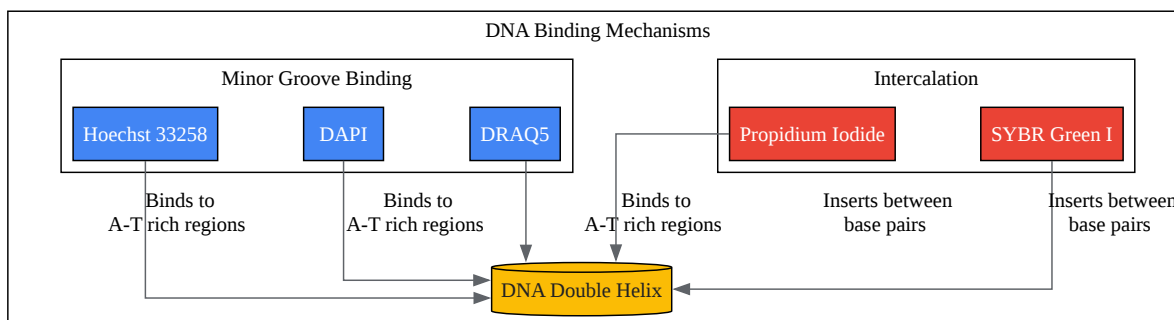 DNA Binding Mechanisms
Minor Groove Binding
Intercalation
Hoechst 33258
DAPI
DRAQ5
Propidium Iodide
SYBR Green I
Binds to
A-T rich regions
Binds to
A-T rich regions
Binds to
A-T rich regions
Inserts between
base pairs
Inserts between
base pairs
DNA Double Helix